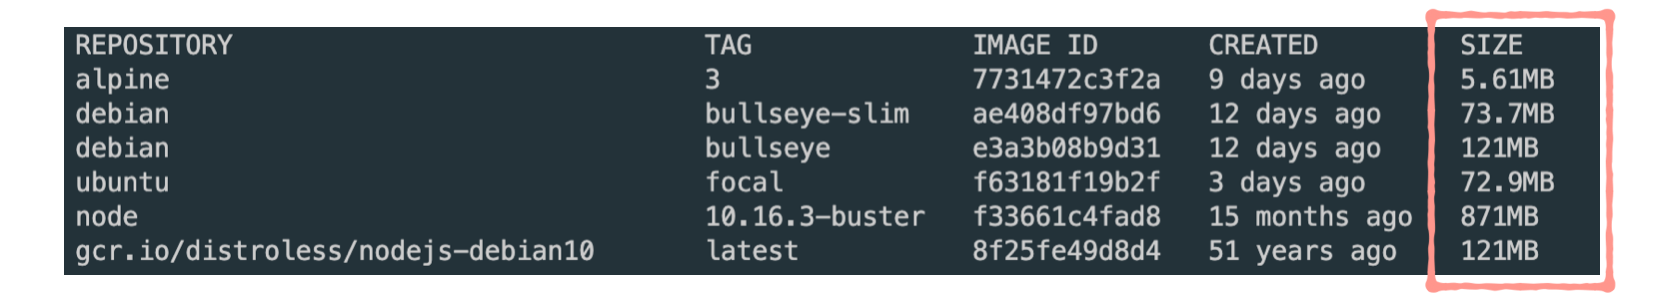 REPOSITORY TAG IMAGE ID CREATED SIZE
alpine 3 7731472c3f2a 9 days ago 5.61MB
debian bullseye-slim ae408df97bd6 12 days ago 73.7MB
debian bullseye e3a3b08b9d31 12 days ago 121MB
ubuntu focal f63181f19b2f 3 days ago 72.9MB
node 10.16.3-buster f33661c4fad8 15 months ago 871MB
gcr.io/distroless/nodejs-debian10 latest 8f25fe49d8d4 51 years ago 121MB